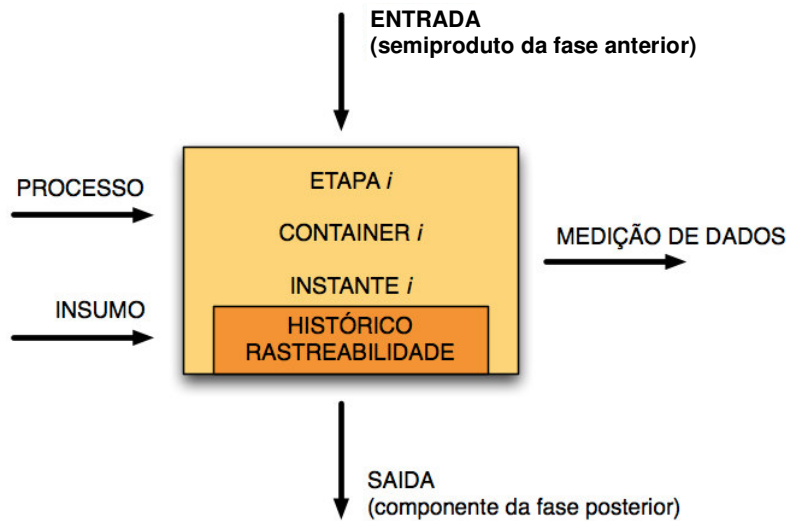 ENTRADA
(semiproduto da fase anterior)
PROCESSO
INSUMO
ETAPA i
CONTAINER i
INSTANTE i
HISTÓRICO
RASTREABILIDADE
MEDIÇÃO DE DADOS
SAIDA
(componente da fase posterior)